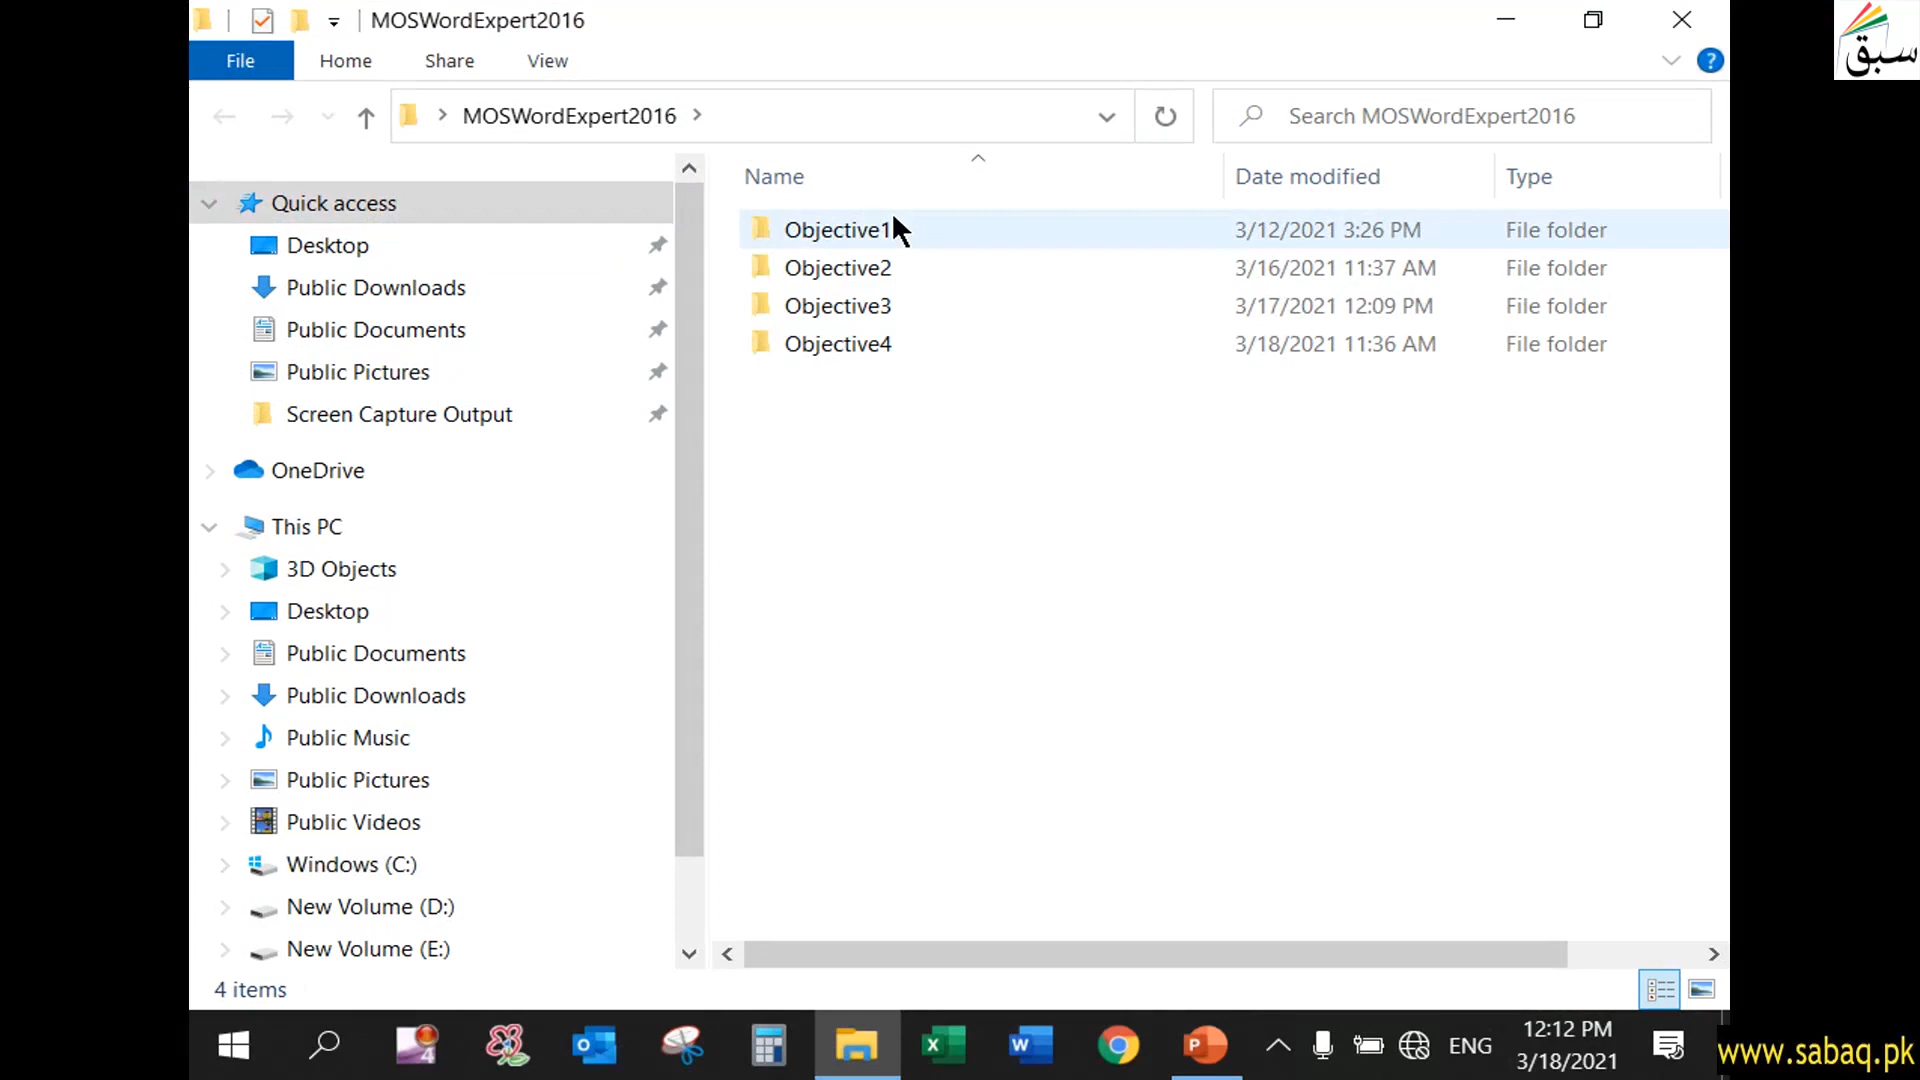 MOSWordExpert2016
سبق
File Home Share View
MOSWordExpert2016
Search MOSWordExpert2016
Name Date modified Type
Quick access
Desktop
Public Downloads
Public Documents
Public Pictures
Screen Capture Output
OneDrive
This PC
3D Objects
Desktop
Public Documents
Public Downloads
Public Music
Public Pictures
Public Videos
Windows (C:)
New Volume (D:)
New Volume (E:)
Objective1 3/12/2021 3:26 PM File folder
Objective2 3/16/2021 11:37 AM File folder
Objective3 3/17/2021 12:09 PM File folder
Objective4 3/18/2021 11:36 AM File folder
4 items
ENG
12:12 PM
3/18/2021
www.sabaq.pk